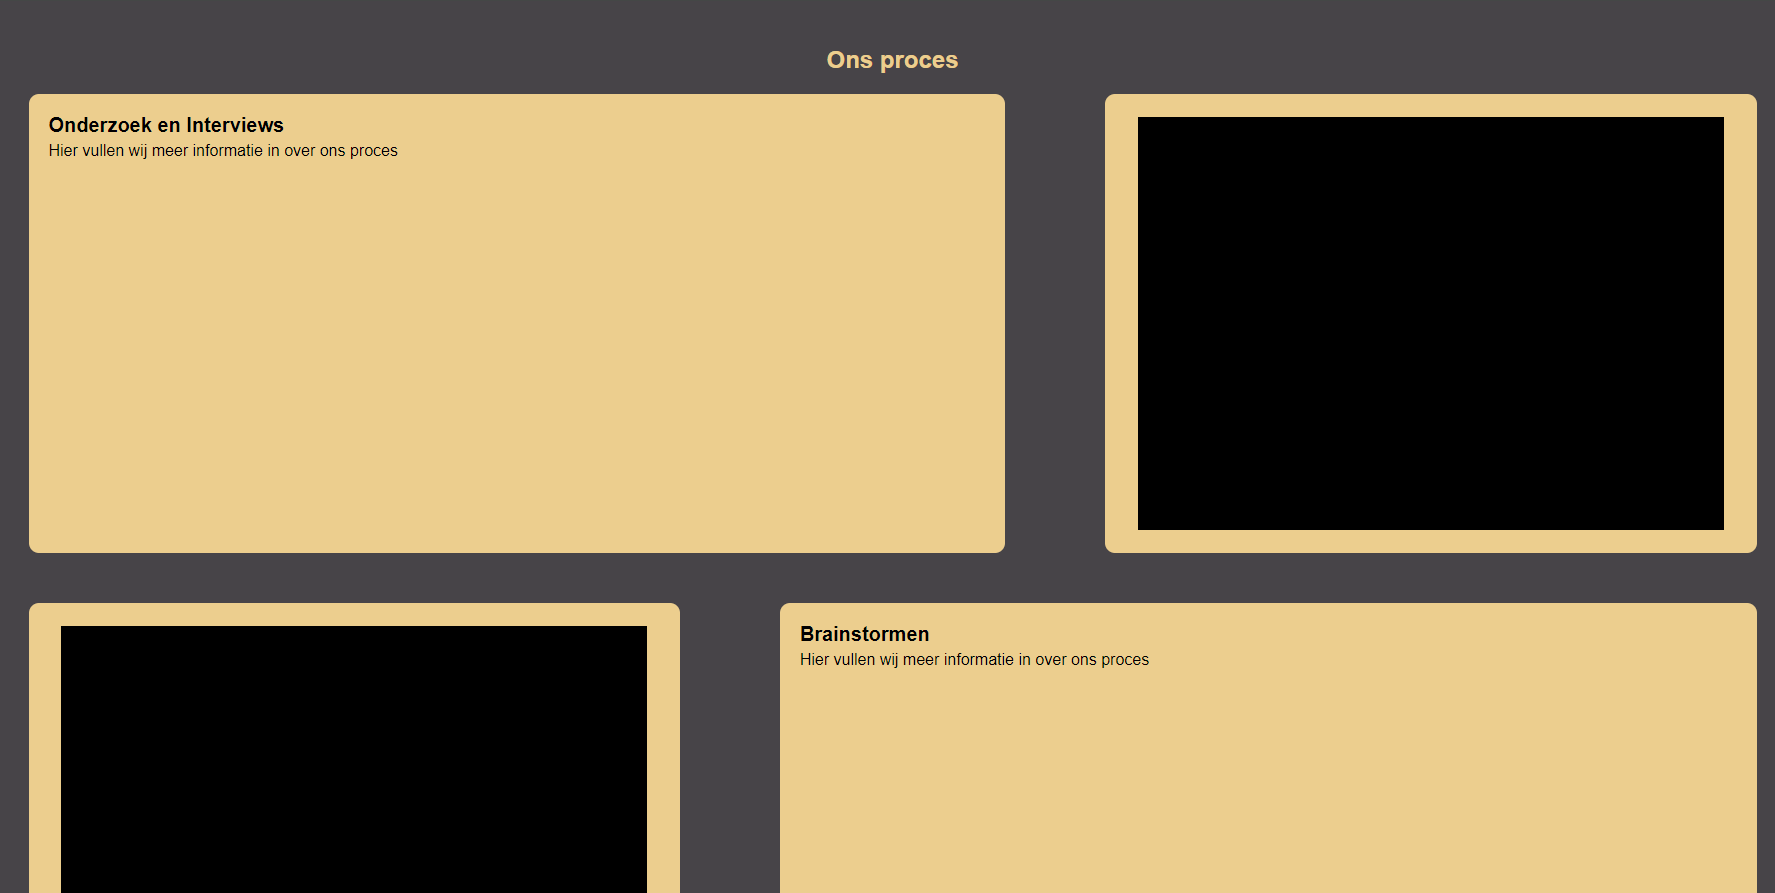 Ons proces
Onderzoek en Interviews
Hier vullen wij meer informatie in over ons proces
Brainstormen
Hier vullen wij meer informatie in over ons proces